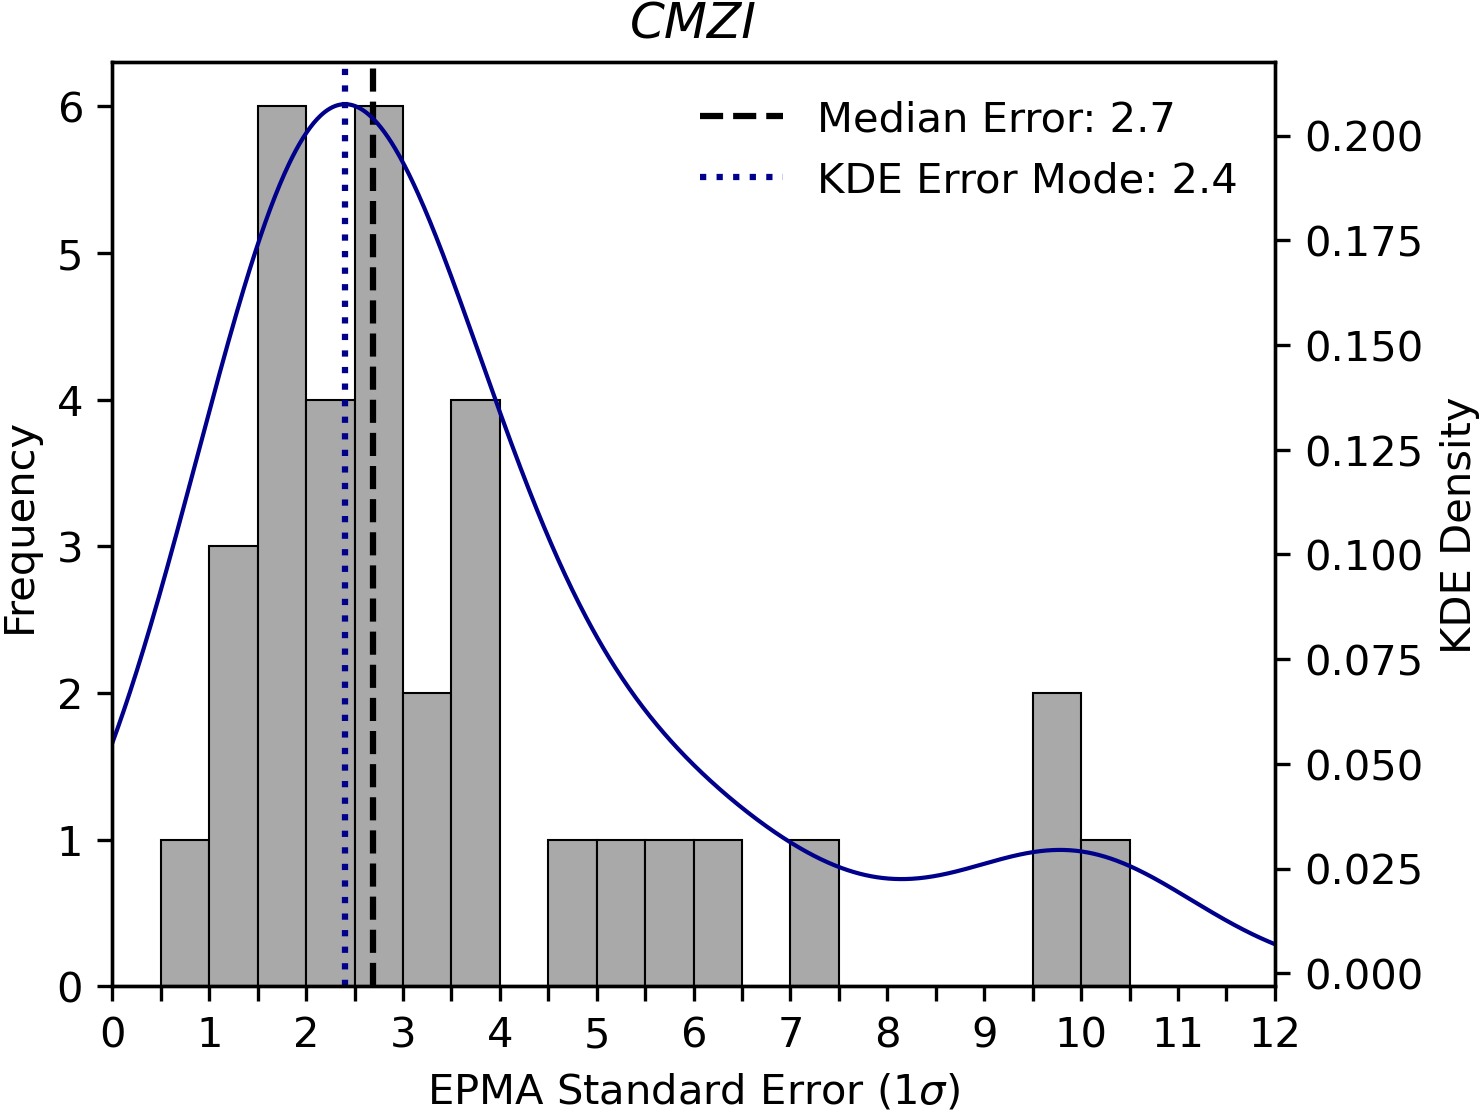 CMZI
Median Error: 2.7
KDE Error Mode: 2.4
Frequency
6
5
4
3
2
1
0
0.200
0.175
0.150
0.125
0.100
0.075
0.050
0.025
0.000
KDE Density
0 1 2 3 4 5 6 7 8 9 10 11 12
EPMA Standard Error (1σ)